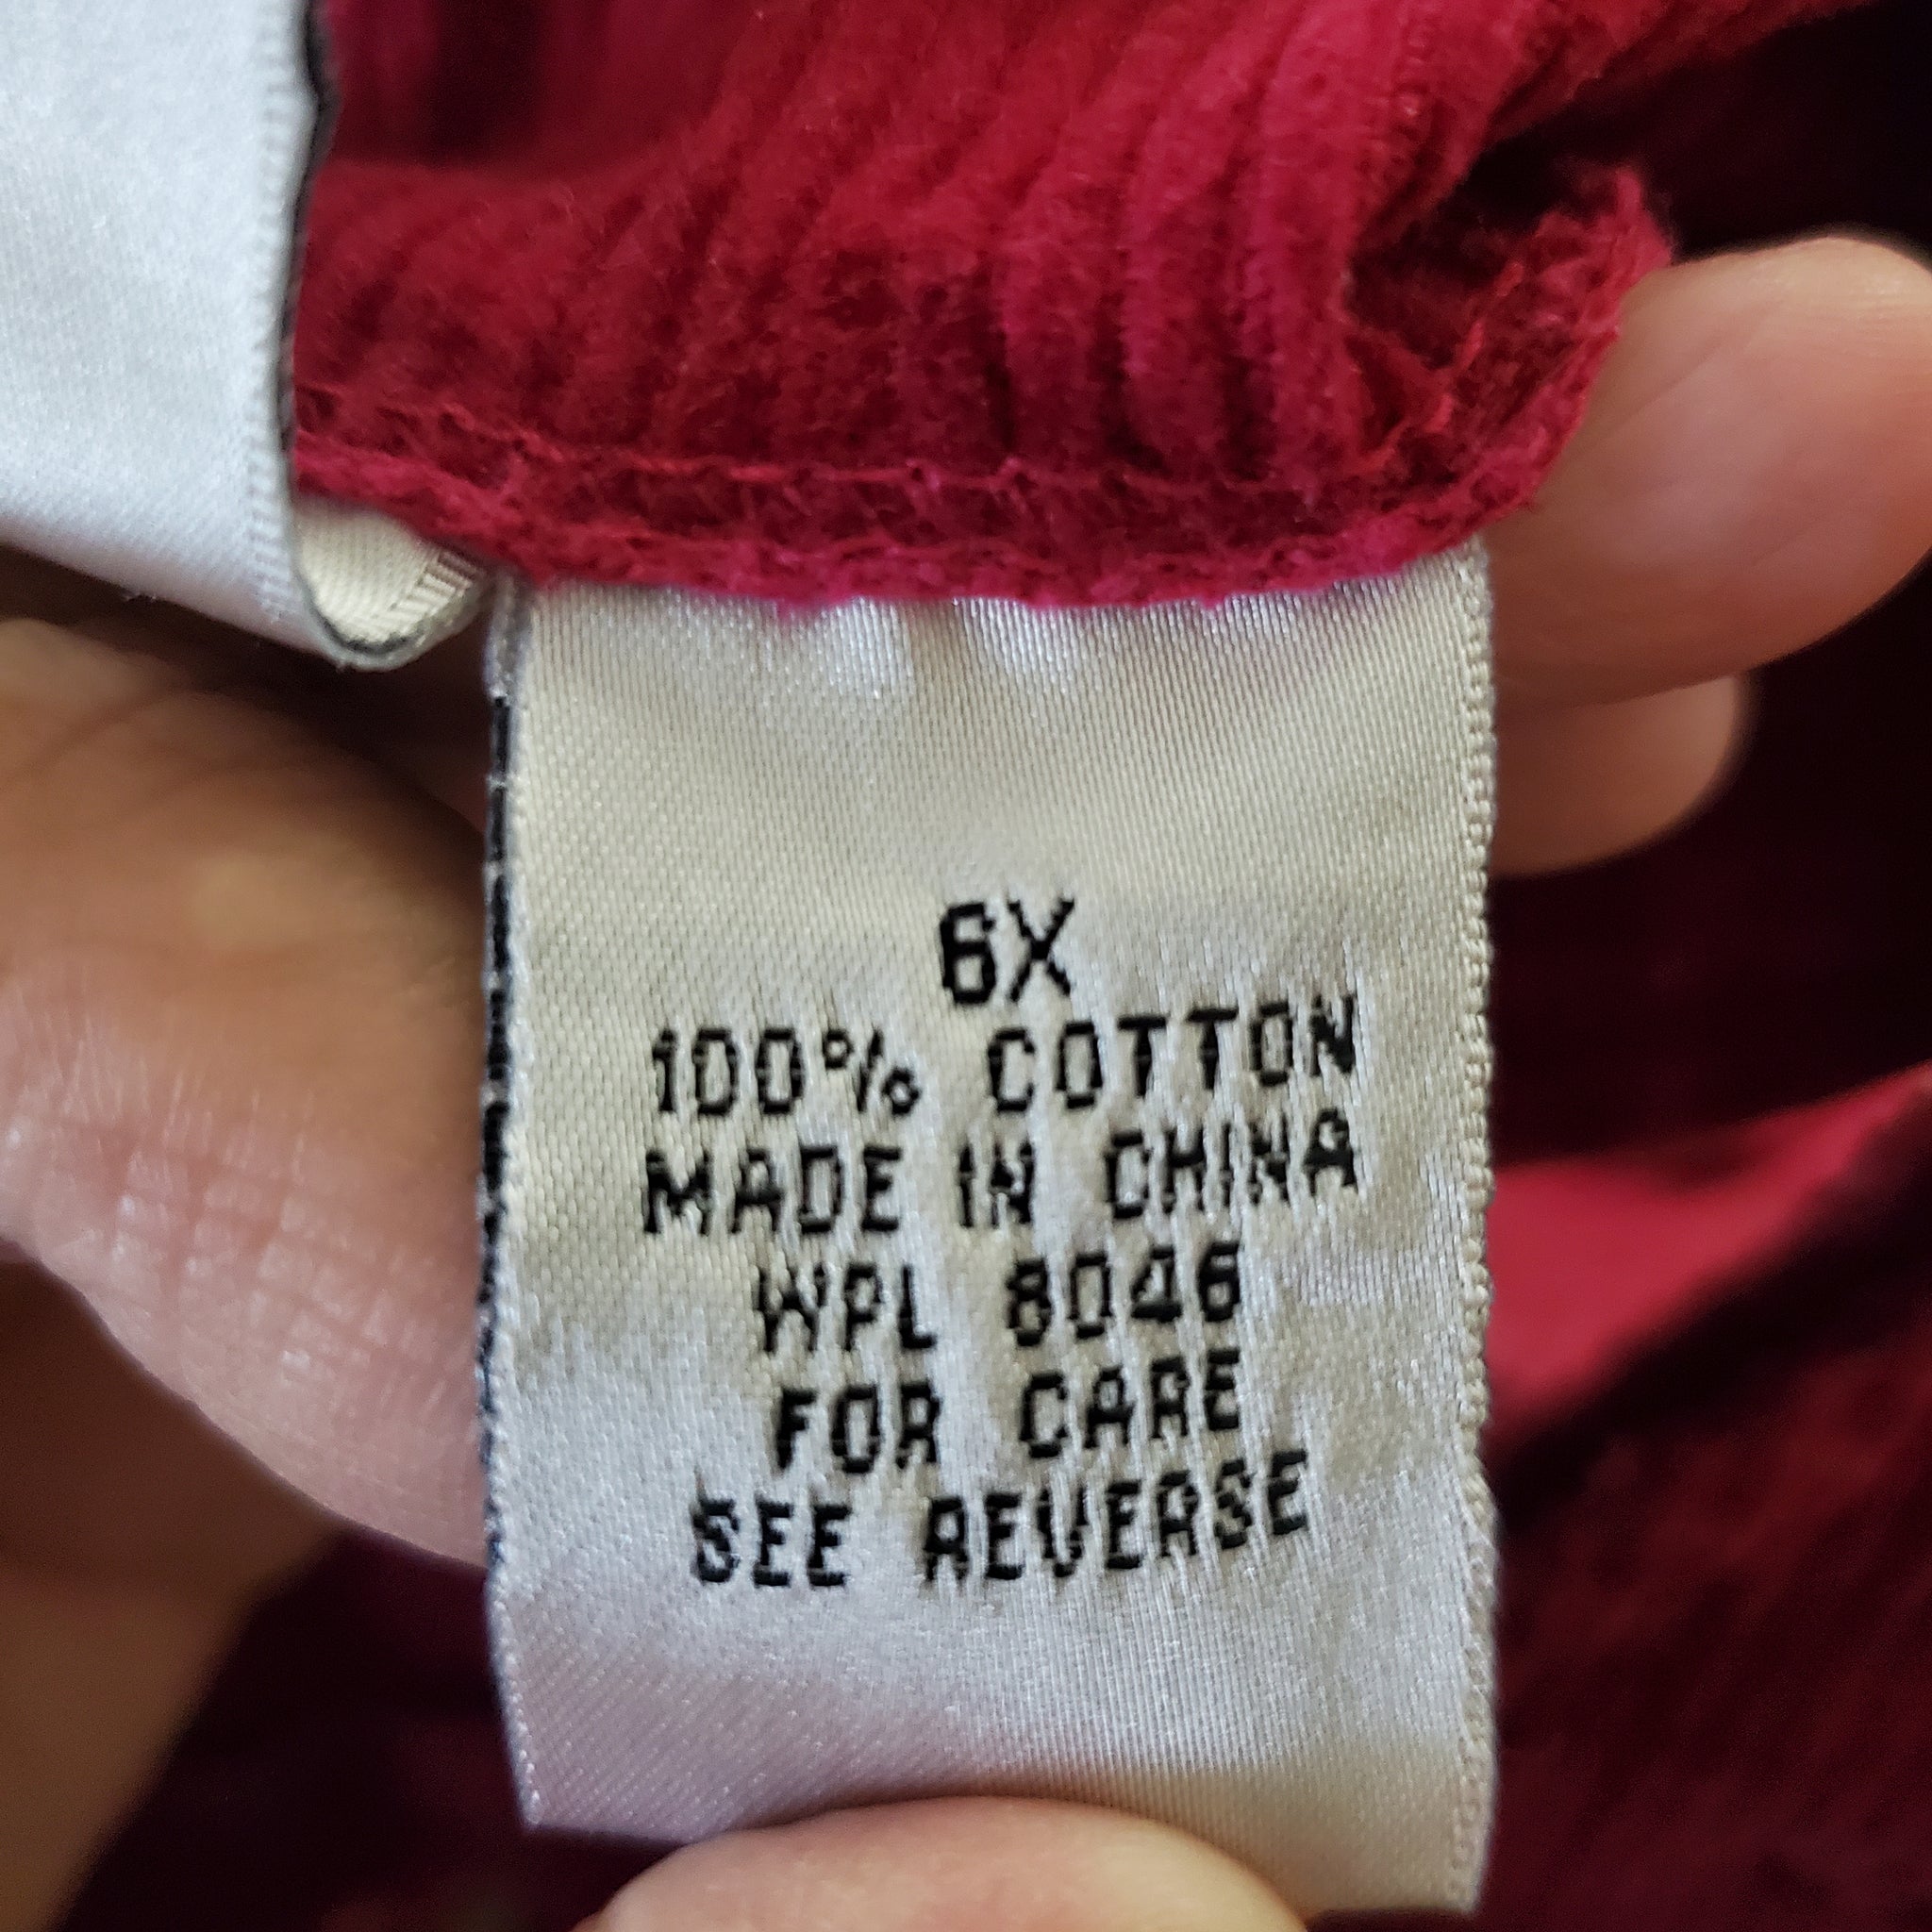 6X
100% COTTON
MADE IN CHINA
WPL 8046
FOR CARE
SEE REVERSE